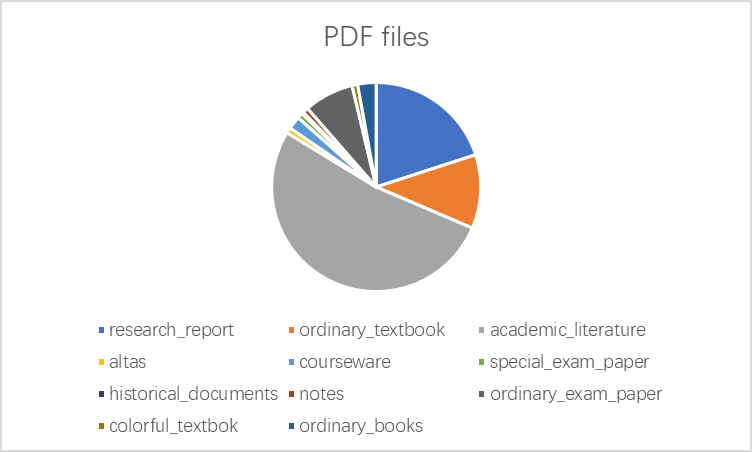 PDF files
research_report ordinary_textbook academic_literature
altas courseware special_exam_paper
historical_documents notes ordinary_exam_paper
colorful_textbok ordinary_books